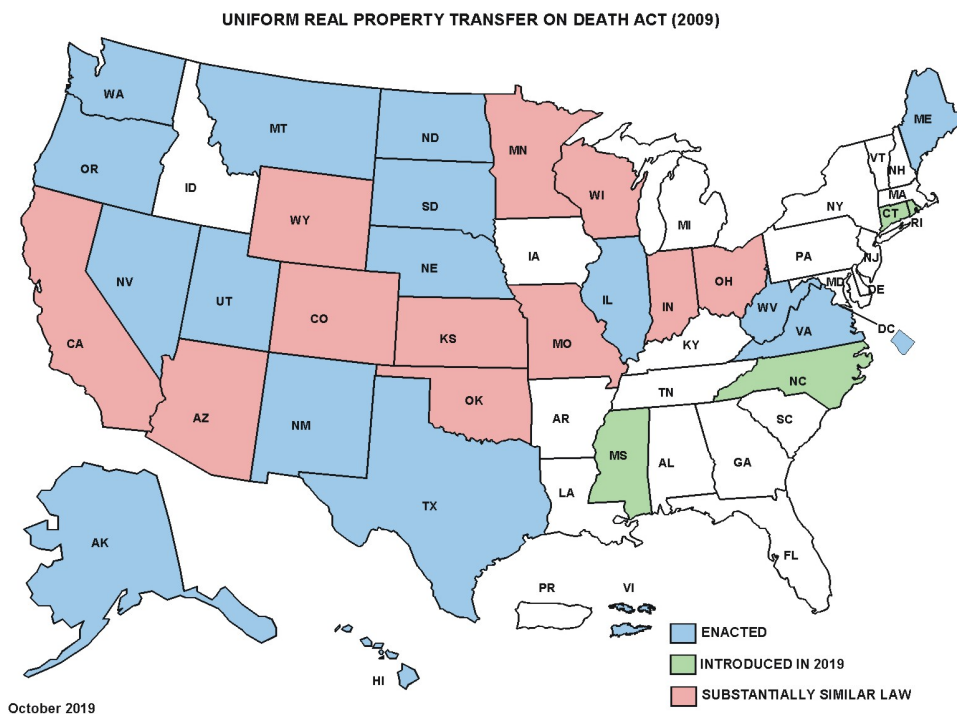 UNIFORM REAL PROPERTY TRANSFER ON DEATH ACT (2009)
WA
MT
ND
MN
ME
OR
ID
SD
WI
VT
NH
WY
MI
NY
MA
CT
RI
NV
UT
NE
IA
PA
NJ
IL
IN
OH
MD
DE
CA
CO
KS
MO
WV
VA
DC
KY
AZ
NM
OK
AR
TN
NC
SC
MS
AL
GA
TX
LA
FL
AK
HI
PR
VI
ENACTED
INTRODUCED IN 2019
SUBSTANTIALLY SIMILAR LAW
October 2019